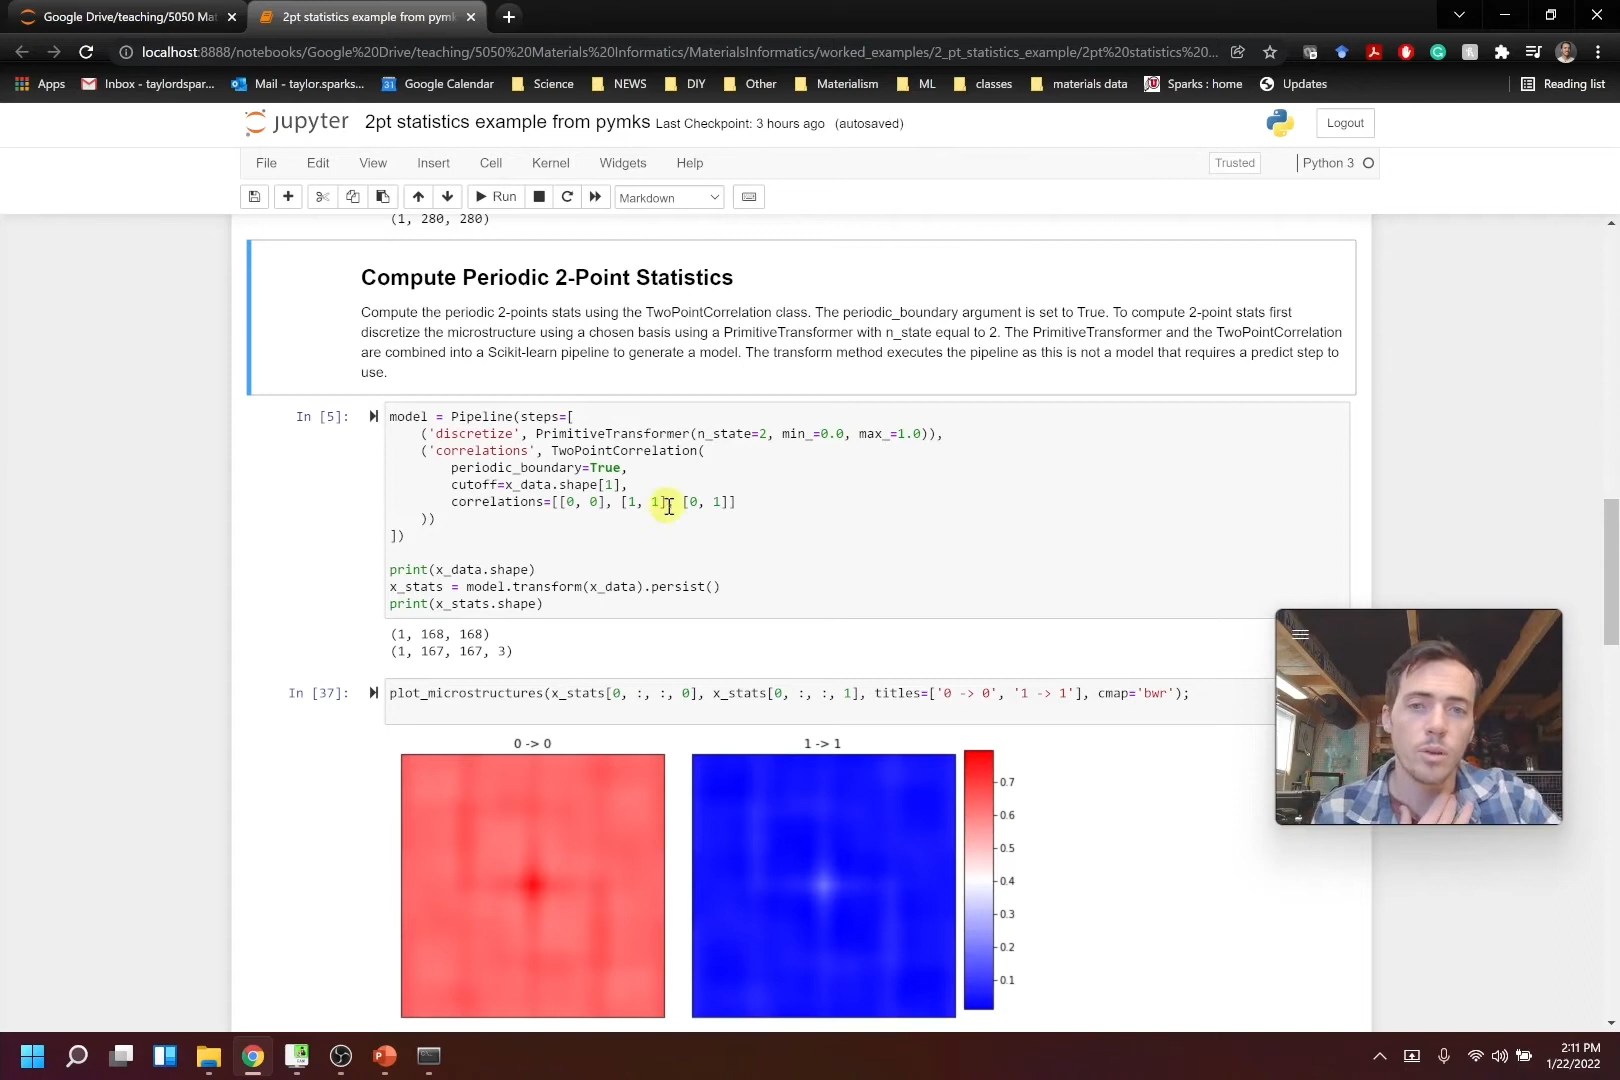 Google Drive/teaching/5050 Mat
2pt statistics example from pymk
localhost:8888/notebooks/Google%20Drive/teaching/5050%20Materials%20Informatics/MaterialsInformatics/worked_examples/2_pt_statistics_example/2pt%20statistics%20...
Apps
Inbox - taylordspar...
Mail - taylor.sparks...
Google Calendar
Science
NEWS
DIY
Other
Materialism
ML
classes
materials data
Sparks : home
Updates
Reading list
jupyter 2pt statistics example from pymks Last Checkpoint: 3 hours ago (autosaved)
Logout
File Edit View Insert Cell Kernel Widgets Help
Trusted
Python 3
Run
Markdown
(1, 280, 280)
Compute Periodic 2-Point Statistics
Compute the periodic 2-points stats using the TwoPointCorrelation class. The periodic_boundary argument is set to True. To compute 2-point stats first
discretize the microstructure using a chosen basis using a PrimitiveTransformer with n_state equal to 2. The PrimitiveTransformer and the TwoPointCorrelation
are combined into a Scikit-learn pipeline to generate a model. The transform method executes the pipeline as this is not a model that requires a predict step to
use.
In [5]:
model = Pipeline(steps=[
('discretize', PrimitiveTransformer(n_state=2, min_=0.0, max_=1.0)),
('correlations', TwoPointCorrelation(
periodic_boundary=True,
cutoff=x_data.shape[1],
correlations=[[0, 0], [1, 1], [0, 1]]
))
])
print(x_data.shape)
x_stats = model.transform(x_data).persist()
print(x_stats.shape)
(1, 168, 168)
(1, 167, 167, 3)
In [37]:
plot_microstructures(x_stats[0, :, :, 0], x_stats[0, :, :, 1], titles=['0 -> 0', '1 -> 1'], cmap='bwr');
0 -> 0
1 -> 1
0.7
0.6
0.5
0.4
0.3
0.2
0.1
2:11 PM
1/22/2022